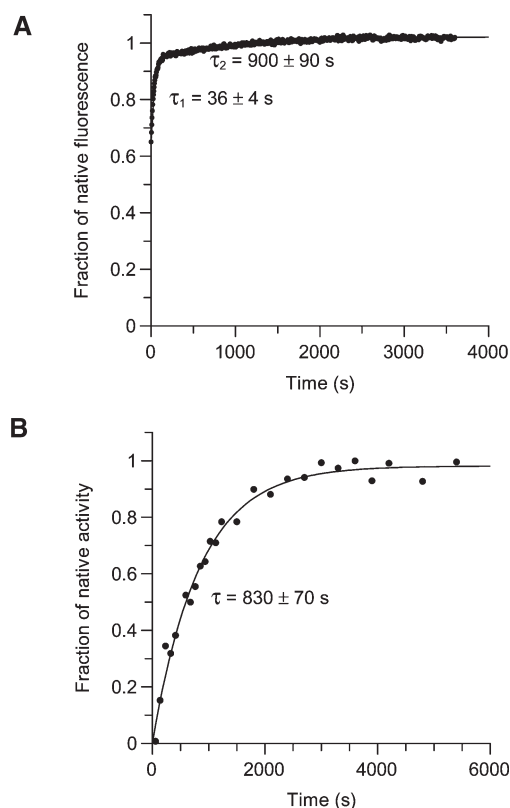 A
Fraction of native fluorescence
1
0.8
0.6
0.4
0.2
0
τ2 = 900 ± 90 s
τ1 = 36 ± 4 s
0 1000 2000 3000 4000
Time (s)
B
Fraction of native activity
1
0.8
0.6
0.4
0.2
0
τ = 830 ± 70 s
0 2000 4000 6000
Time (s)